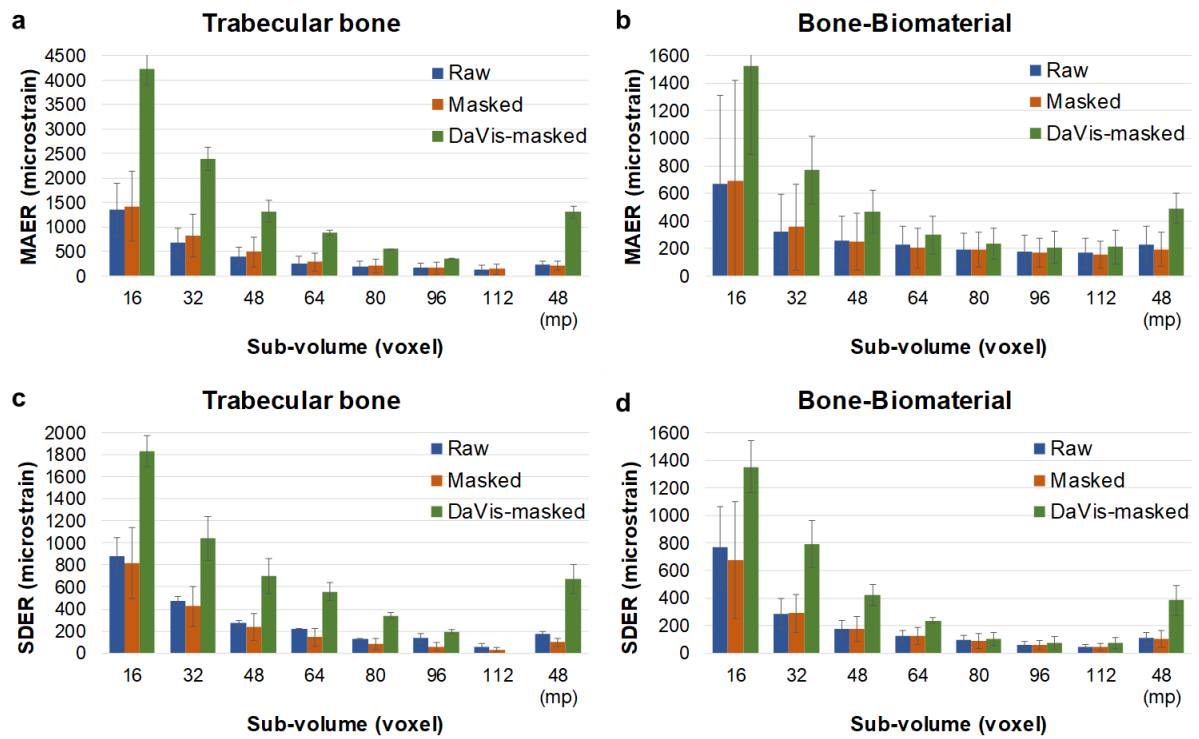 a
Trabecular bone
MAER (microstrain)
4500
4000
3500
3000
2500
2000
1500
1000
500
0
Raw
Masked
DaVis-masked
16 32 48 64 80 96 112 48
(mp)
Sub-volume (voxel)
b
Bone-Biomaterial
MAER (microstrain)
1600
1400
1200
1000
800
600
400
200
0
Raw
Masked
DaVis-masked
16 32 48 64 80 96 112 48
(mp)
Sub-volume (voxel)
c
Trabecular bone
SDER (microstrain)
2000
1800
1600
1400
1200
1000
800
600
400
200
0
Raw
Masked
DaVis-masked
16 32 48 64 80 96 112 48
(mp)
Sub-volume (voxel)
d
Bone-Biomaterial
SDER (microstrain)
1600
1400
1200
1000
800
600
400
200
0
Raw
Masked
DaVis-masked
16 32 48 64 80 96 112 48
(mp)
Sub-volume (voxel)